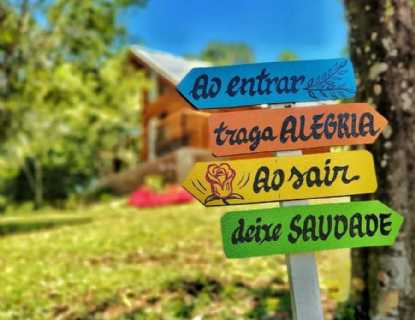 Ao entrar
traga ALEGRIA
Ao sair
deixe SAUDADE